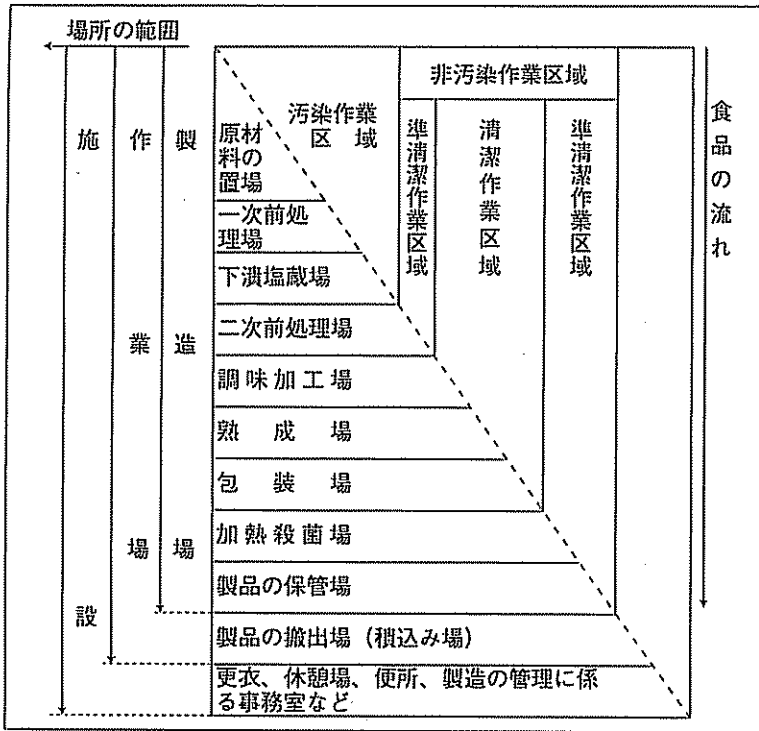 場所の範囲
施設
作業場
製造場
汚染作業
区域
非汚染作業区域
準清潔作業区域
清潔作業区域
準清潔作業区域
食品の流れ
原材
料の
置場
一次前処
理場
下漬塩蔵場
二次前処理場
調味加工場
熟成場
包装場
加熱殺菌場
製品の保管場
製品の搬出場（積込み場）
更衣、休憩場、便所、製造の管理に係
る事務室など